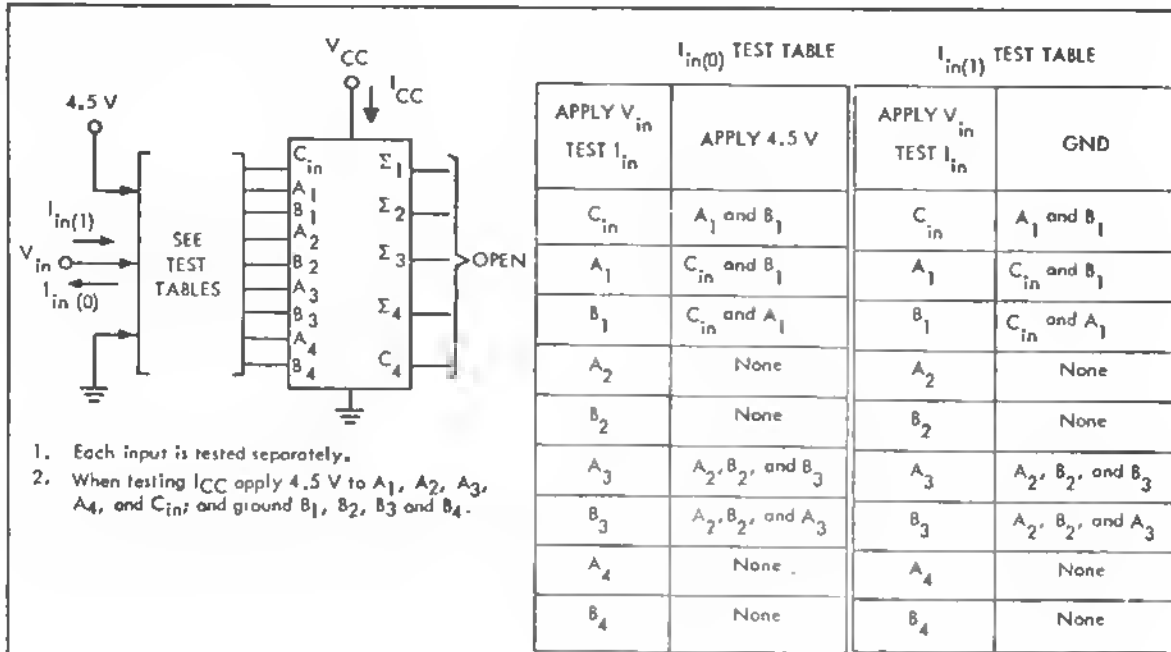 V_CC
I_CC
4.5 V
I_in(1)
V_in
I_in(0)
SEE
TEST
TABLES
C_in
A_1
B_1
A_2
B_2
A_3
B_3
A_4
B_4
Σ_1
Σ_2
Σ_3
Σ_4
C_4
OPEN
1. Each input is tested separately.
2. When testing I_CC apply 4.5 V to A_1, A_2, A_3,
A_4, and C_in; and ground B_1, B_2, B_3 and B_4.
I_in(0) TEST TABLE
APPLY V_in
TEST I_in
APPLY 4.5 V
C_in A_1 and B_1
A_1 C_in and B_1
B_1 C_in and A_1
A_2 None
B_2 None
A_3 A_2, B_2, and B_3
B_3 A_2, B_2, and A_3
A_4 None
B_4 None
I_in(1) TEST TABLE
APPLY V_in
TEST I_in
GND
C_in A_1 and B_1
A_1 C_in and B_1
B_1 C_in and A_1
A_2 None
B_2 None
A_3 A_2, B_2, and B_3
B_3 A_2, B_2, and A_3
A_4 None
B_4 None